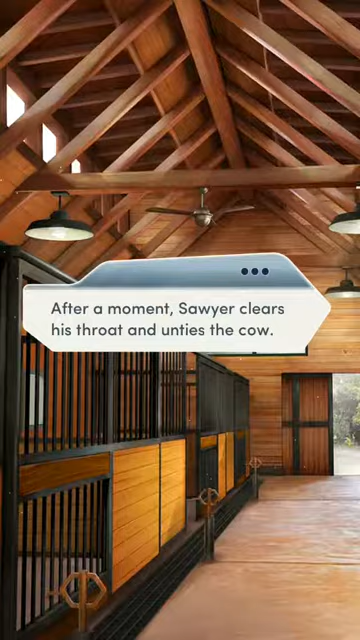 After a moment, Sawyer clears
his throat and unties the cow.